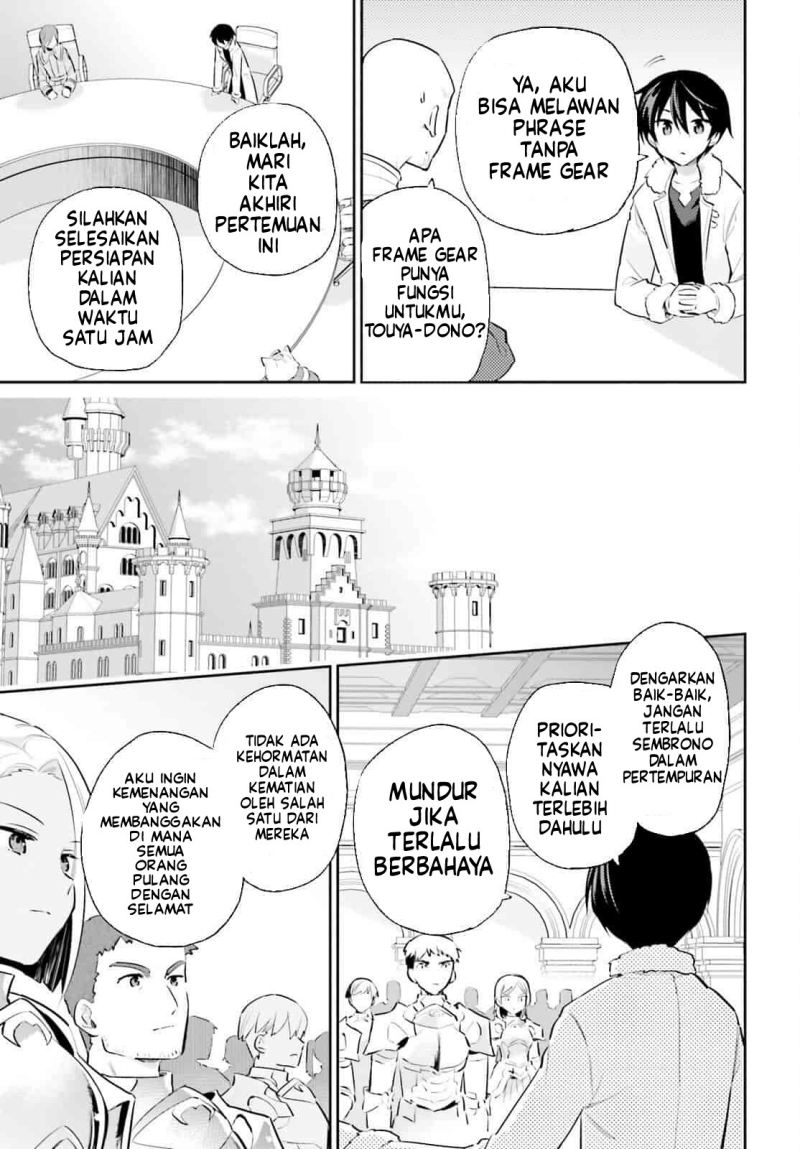 YA, AKU
BISA MELAWAN
PHRASE
TANPA
FRAME GEAR
APA
FRAME GEAR
PUNYA
FUNGSI
UNTUKMU,
TOUYA-DONO?
BAIKLAH,
MARI
KITA
AKHIRI
PERTEMUAN
INI
SILAHKAN
SELESAIKAN
PERSIAPAN
KALIAN
DALAM
WAKTU
SATU JAM
DENGARKAN
BAIK-BAIK,
JANGAN
TERLALU
SEMBRONO
DALAM
PERTEMPURAN
PRIORI-
TASKAN
NYAWA
KALIAN
TERLEBIH
DAHULU
MUNDUR
JIKA
TERLALU
BERBAHAYA
TIDAK ADA
KEHORMATAN
DALAM
KEMATIAN
OLEH SALAH
SATU DARI
MEREKA
AKU INGIN
KEMENANGAN
YANG
MEMBANGGAKAN
DI MANA
SEMUA
ORANG
PULANG
DENGAN
SELAMAT